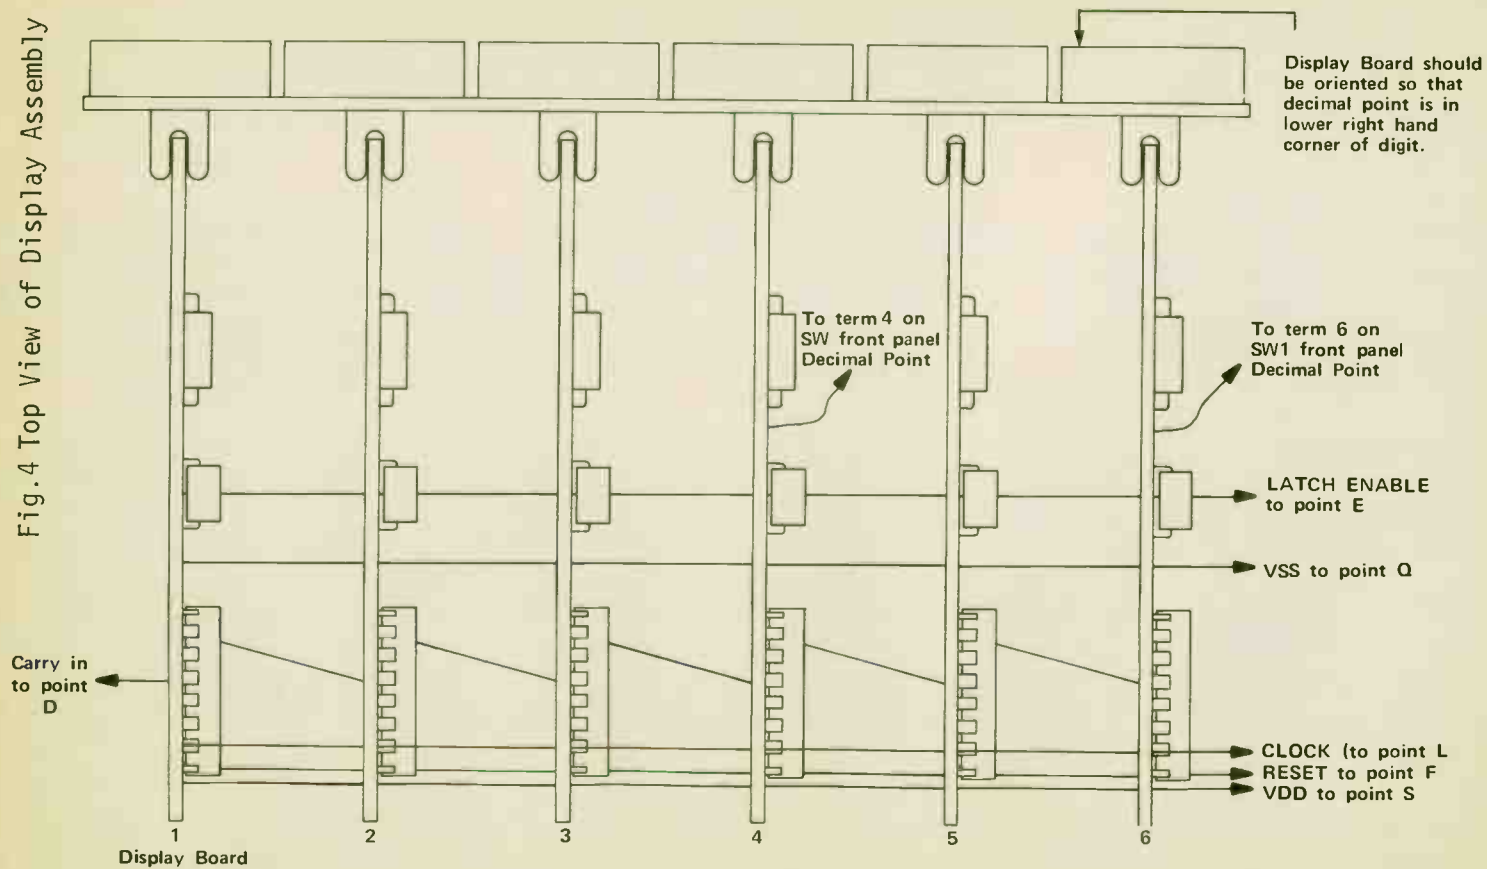 Fig.4 Top View of Display Assembly
Display Board should
be oriented so that
decimal point is in
lower right hand
corner of digit.
To term 4 on
SW front panel
Decimal Point
To term 6 on
SW1 front panel
Decimal Point
LATCH ENABLE
to point E
VSS to point Q
Carry in
to point
D
CLOCK (to point L
RESET to point F
VDD to point S
1 2 3 4 5 6
Display Board